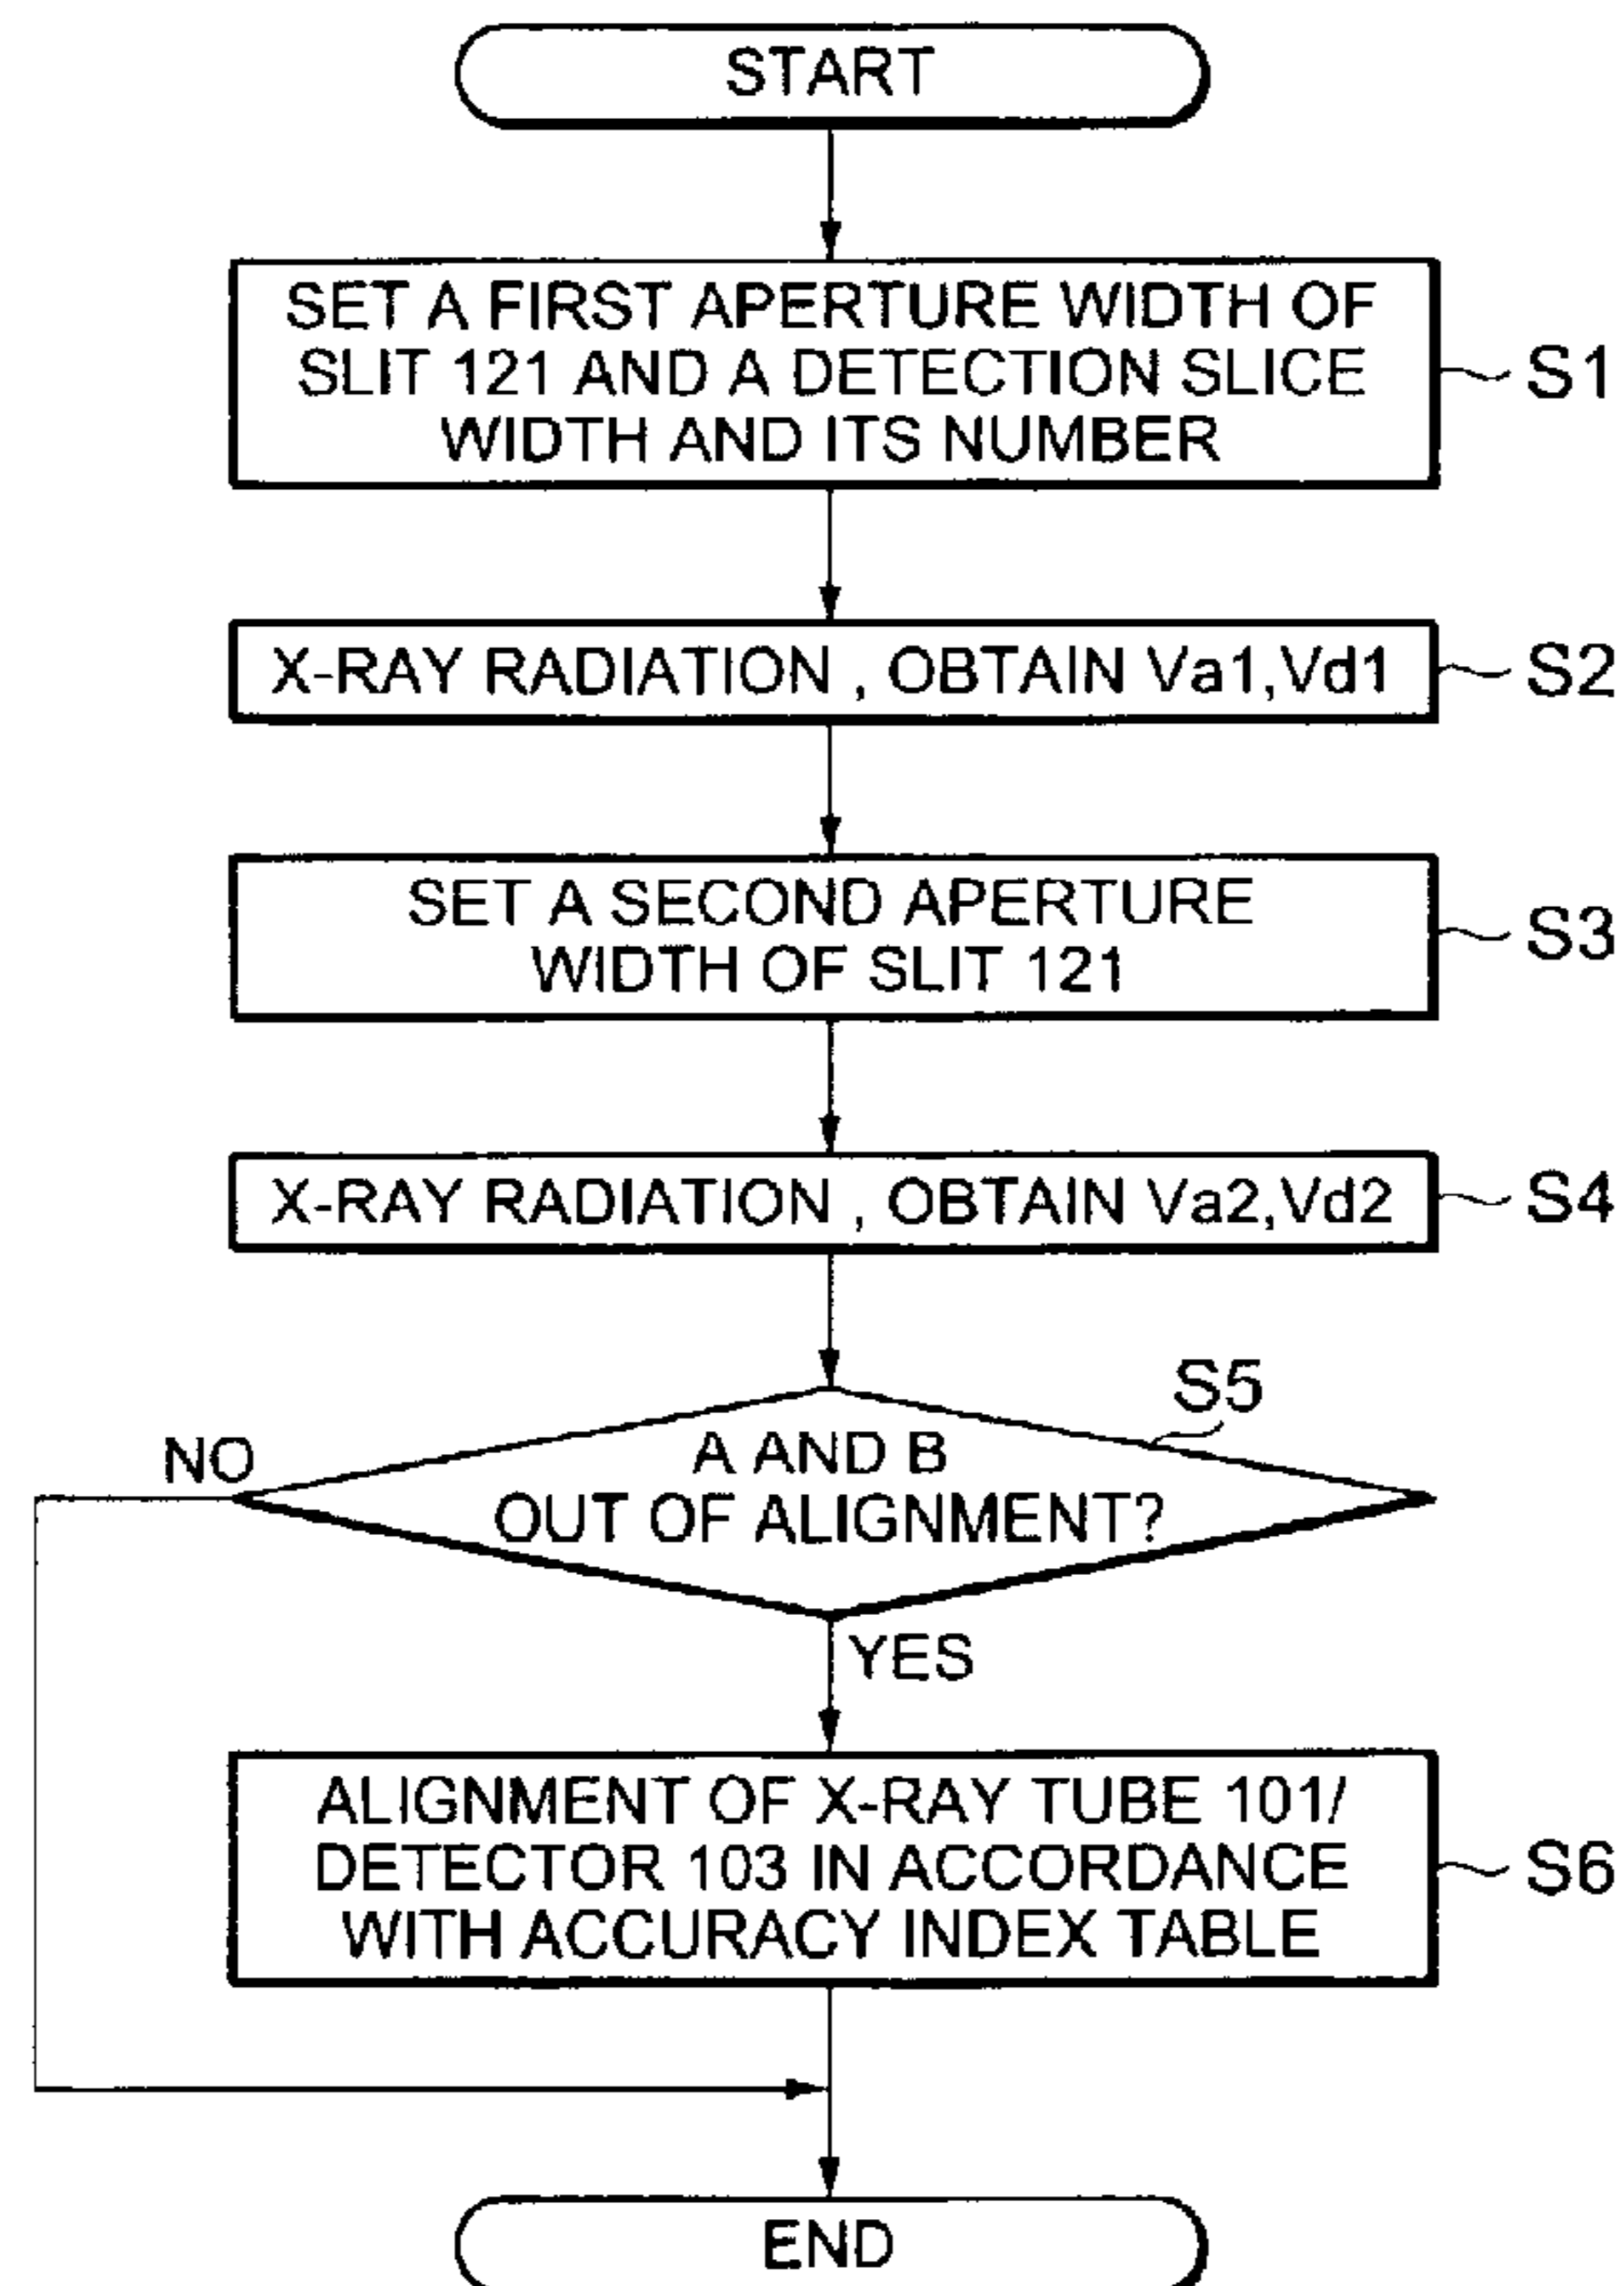 START
SET A FIRST APERTURE WIDTH OF
SLIT 121 AND A DETECTION SLICE
WIDTH AND ITS NUMBER
S1
X-RAY RADIATION , OBTAIN Va1,Vd1
S2
SET A SECOND APERTURE
WIDTH OF SLIT 121
S3
X-RAY RADIATION , OBTAIN Va2,Vd2
S4
S5
NO
A AND B
OUT OF ALIGNMENT?
YES
ALIGNMENT OF X-RAY TUBE 101/
DETECTOR 103 IN ACCORDANCE
WITH ACCURACY INDEX TABLE
S6
END